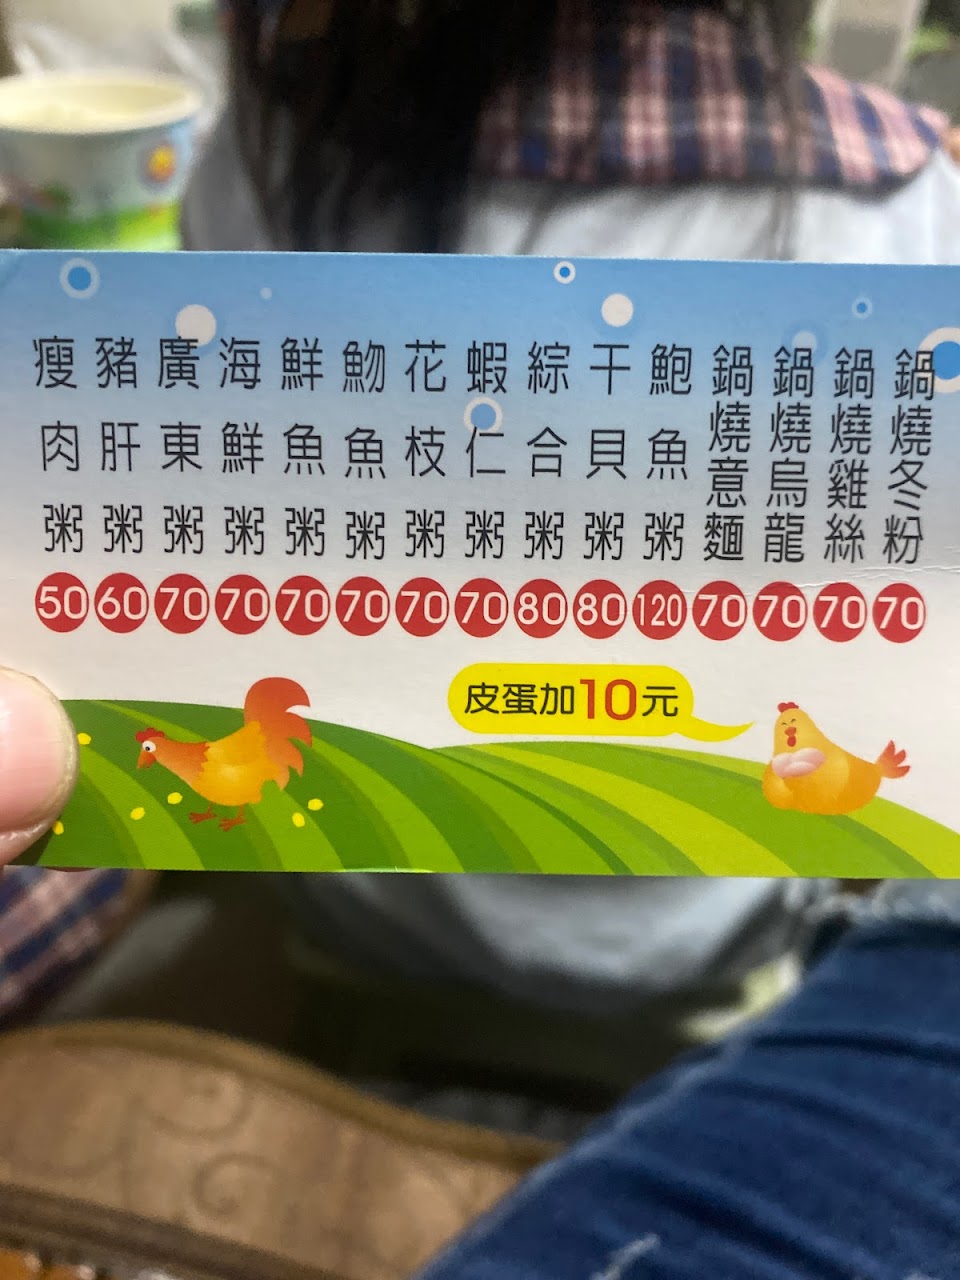 瘦肉粥 50
豬肝粥 60
廣東粥 70
海鮮粥 70
鮮魚粥 70
魩魚粥 70
花枝粥 70
蝦仁粥 70
綜合粥 80
干貝粥 80
鮑魚粥 120
鍋燒意麵 70
鍋燒烏龍 70
鍋燒雞絲 70
鍋燒冬粉 70
皮蛋加10元